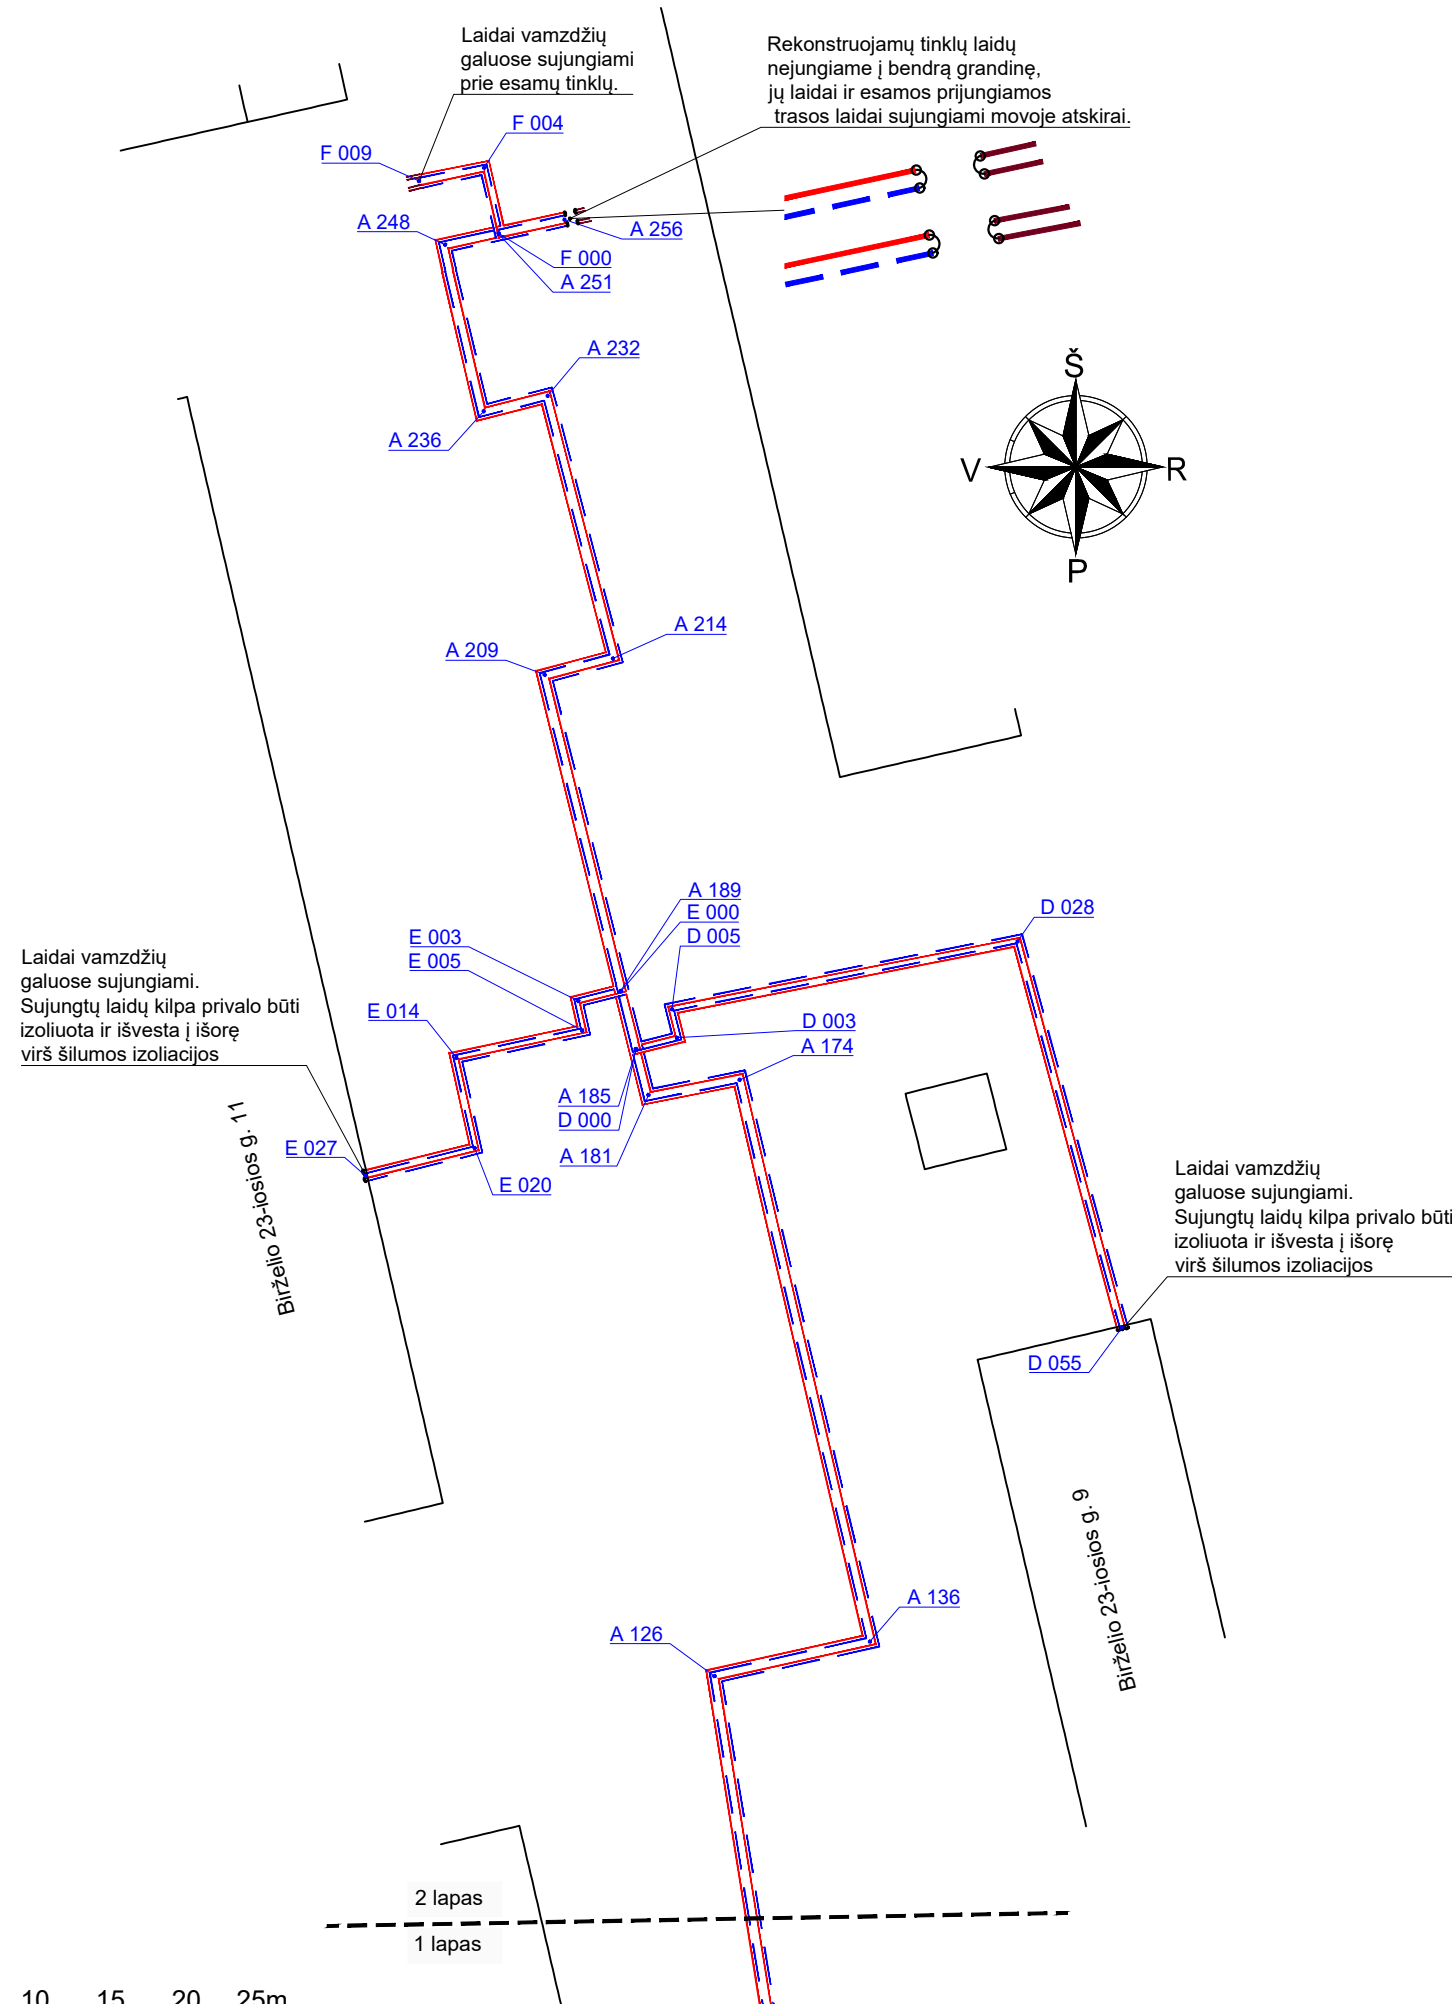 Laidai vamzdžių
galuose sujungiami
prie esamų tinklų.
Rekonstruojamų tinklų laidų
nejungiame į bendrą grandinę,
jų laidai ir esamos prijungiamos
trasos laidai sujungiami movoje atskirai.
F 004
F 009
A 248
A 256
F 000
A 251
A 232
A 236
Š
V
R
P
A 214
A 209
A 189
E 000
D 005
D 028
E 003
E 005
E 014
Laidai vamzdžių
galuose sujungiami.
Sujungtų laidų kilpa privalo būti
izoliuota ir išvesta į išorę
virš šilumos izoliacijos
D 003
A 174
A 185
D 000
A 181
Birželio 23-iosios g. 11
E 027
E 020
Laidai vamzdžių
galuose sujungiami.
Sujungtų laidų kilpa privalo būti
izoliuota ir išvesta į išorę
virš šilumos izoliacijos
D 055
Birželio 23-iosios g. 9
A 136
A 126
2 lapas
1 lapas
10 15 20 25m